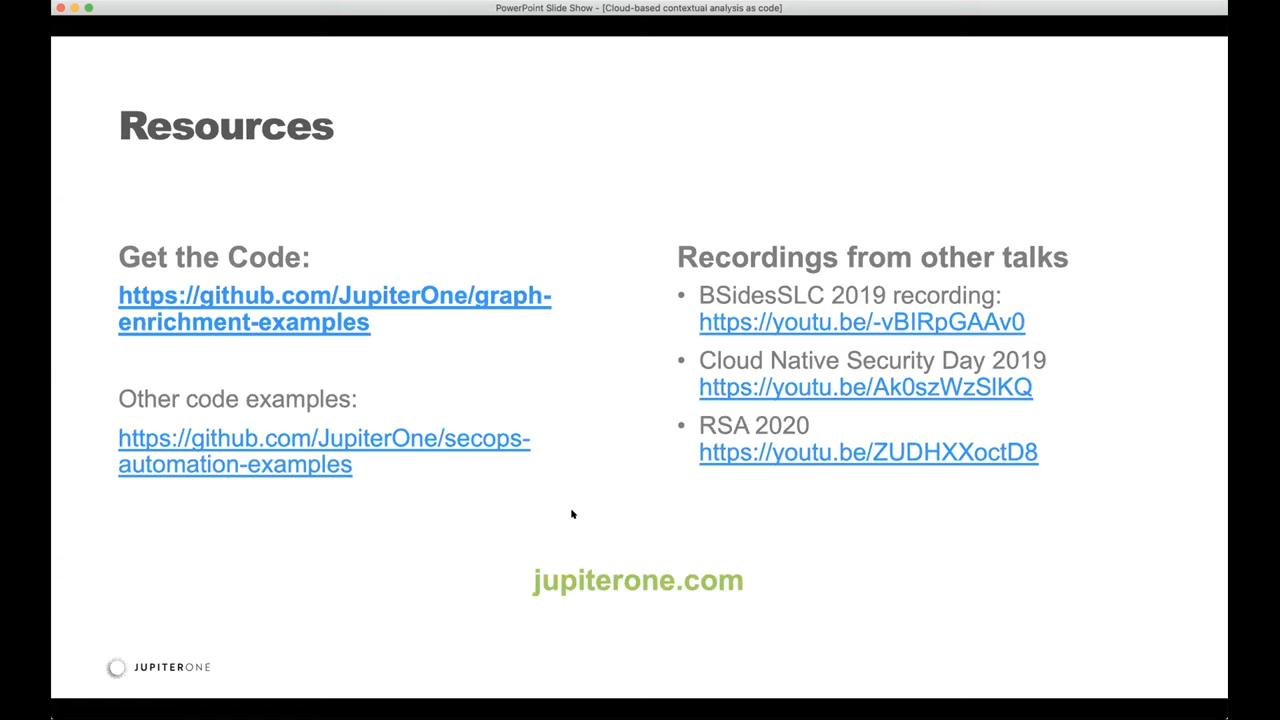 PowerPoint Slide Show - [Cloud-based contextual analysis as code]
Resources
Get the Code:
https://github.com/JupiterOne/graph-
enrichment-examples
Other code examples:
https://github.com/JupiterOne/secops-
automation-examples
Recordings from other talks
• BSidesSLC 2019 recording:
https://youtu.be/-vBIRpGAAv0
• Cloud Native Security Day 2019
https://youtu.be/Ak0szWzSlKQ
• RSA 2020
https://youtu.be/ZUDHXXoctD8
jupiterone.com
JUPITERONE